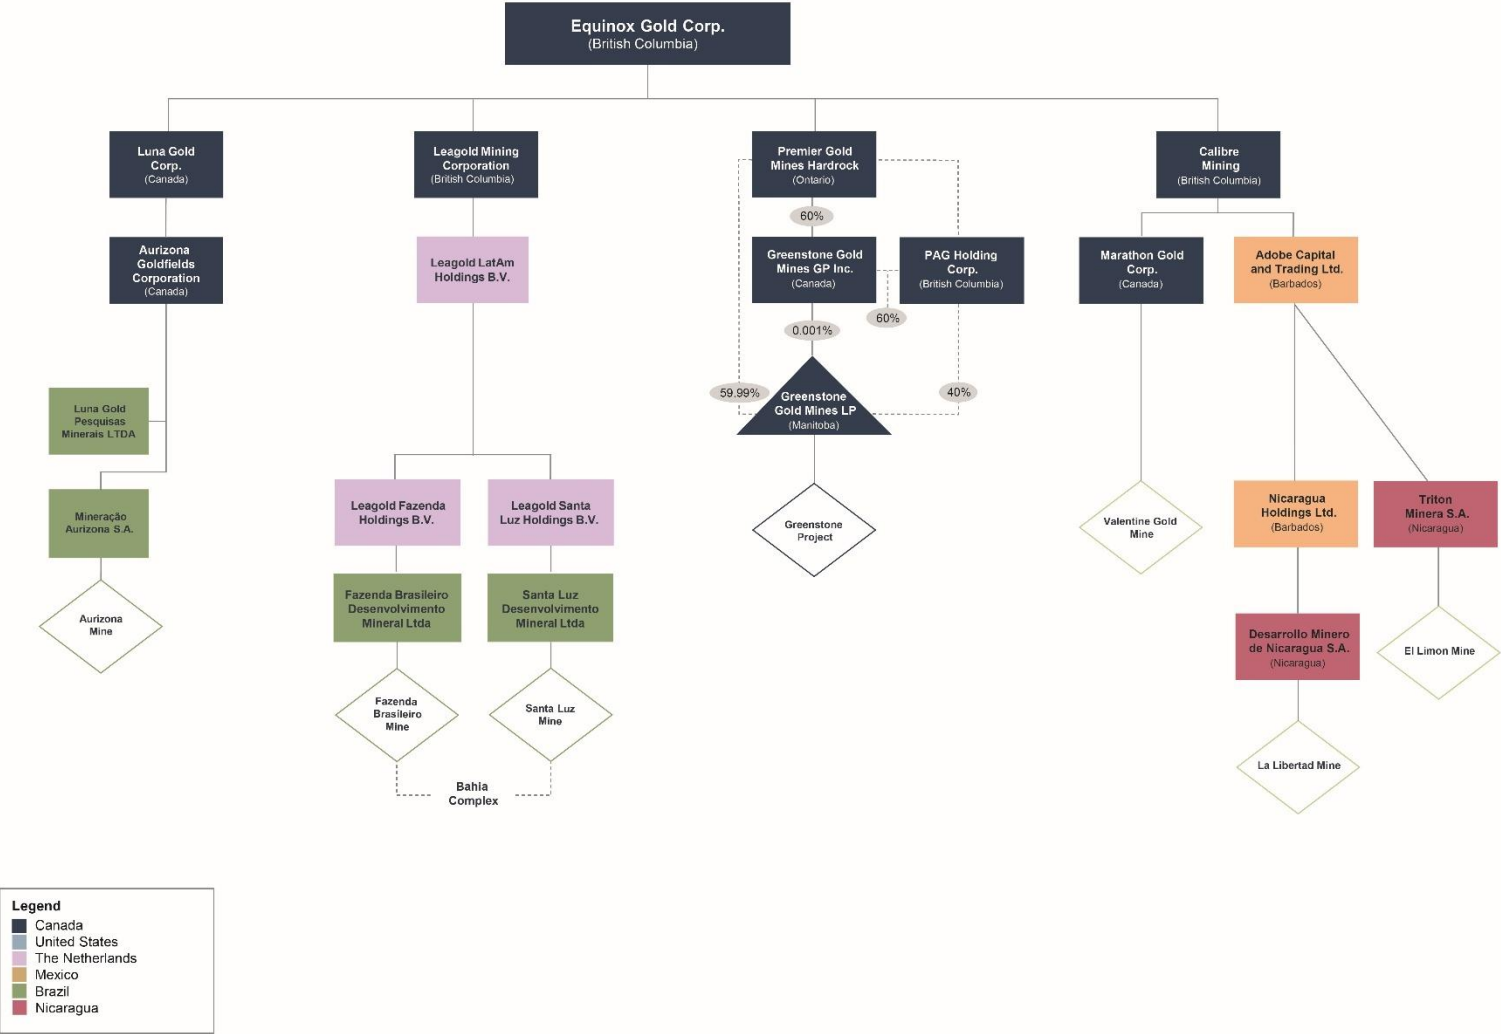 Equinox Gold Corp.
(British Columbia)
Luna Gold
Corp.
(Canada)
Leagold Mining
Corporation
(British Columbia)
Premier Gold
Mines Hardrock
(Ontario)
Calibre
Mining
(British Columbia)
60%
Aurizona
Goldfields
Corporation
(Canada)
Leagold LatAm
Holdings B.V.
Greenstone Gold
Mines GP Inc.
(Canada)
PAG Holding
Corp.
(British Columbia)
Marathon Gold
Corp.
(Canada)
Adobe Capital
and Trading Ltd.
(Barbados)
60%
0.001%
59.99%
40%
Luna Gold
Pesquisas
Minerais LTDA
Greenstone
Gold Mines LP
(Manitoba)
Mineração
Aurizona S.A.
Leagold Fazenda
Holdings B.V.
Leagold Santa
Luz Holdings B.V.
Greenstone
Project
Valentine Gold
Mine
Nicaragua
Holdings Ltd.
(Barbados)
Triton
Minera S.A.
(Nicaragua)
Aurizona
Mine
Fazenda Brasileiro
Desenvolvimento
Mineral Ltda
Santa Luz
Desenvolvimento
Mineral Ltda
Desarrollo Minero
de Nicaragua S.A.
(Nicaragua)
El Limon Mine
Fazenda
Brasileiro
Mine
Santa Luz
Mine
La Libertad Mine
Bahia
Complex
Legend
Canada
United States
The Netherlands
Mexico
Brazil
Nicaragua